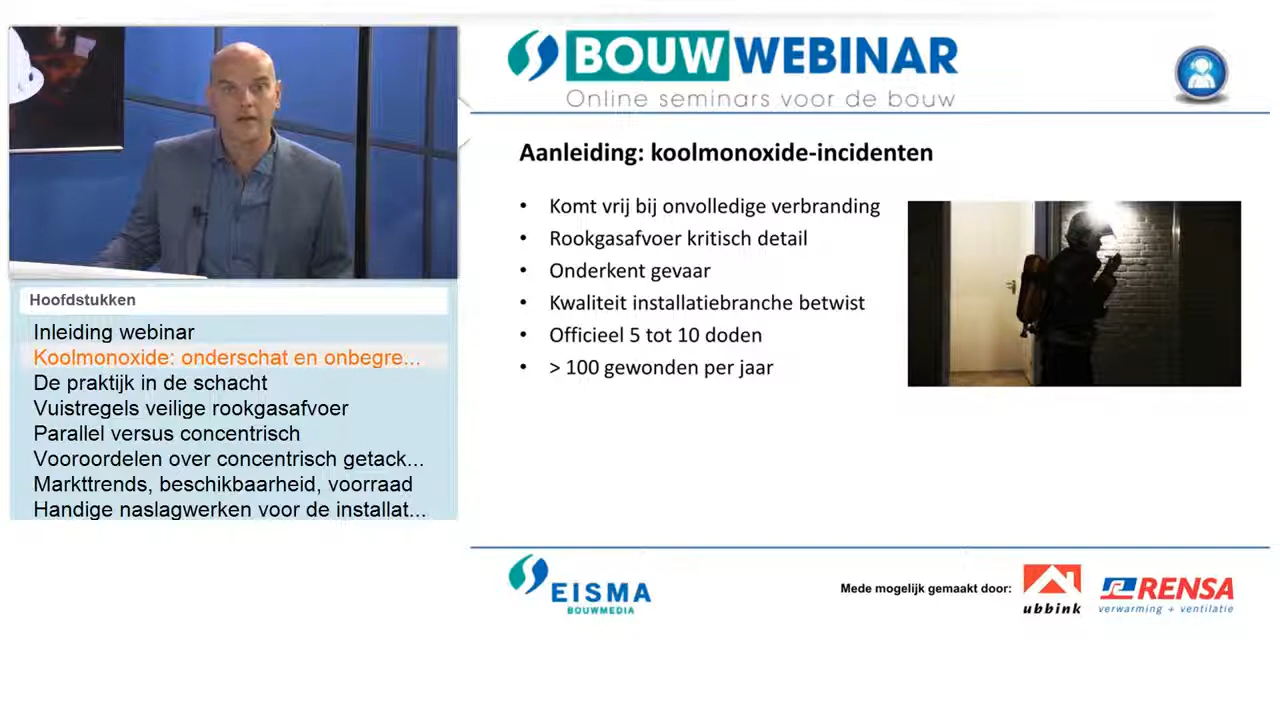 BOUW WEBINAR
Online seminars voor de bouw
Aanleiding: koolmonoxide-incidenten
• Komt vrij bij onvolledige verbranding
• Rookgasafvoer kritisch detail
• Onderkent gevaar
• Kwaliteit installatiebranche betwist
• Officieel 5 tot 10 doden
• > 100 gewonden per jaar
Hoofdstukken
Inleiding webinar
Koolmonoxide: onderschat en onbegre...
De praktijk in de schacht
Vuistregels veilige rookgasafvoer
Parallel versus concentrisch
Vooroordelen over concentrisch getack...
Markttrends, beschikbaarheid, voorraad
Handige naslagwerken voor de installat...
EISMA
BOUWMEDIA
Mede mogelijk gemaakt door:
ubbink
RENSA
verwarming + ventilatie